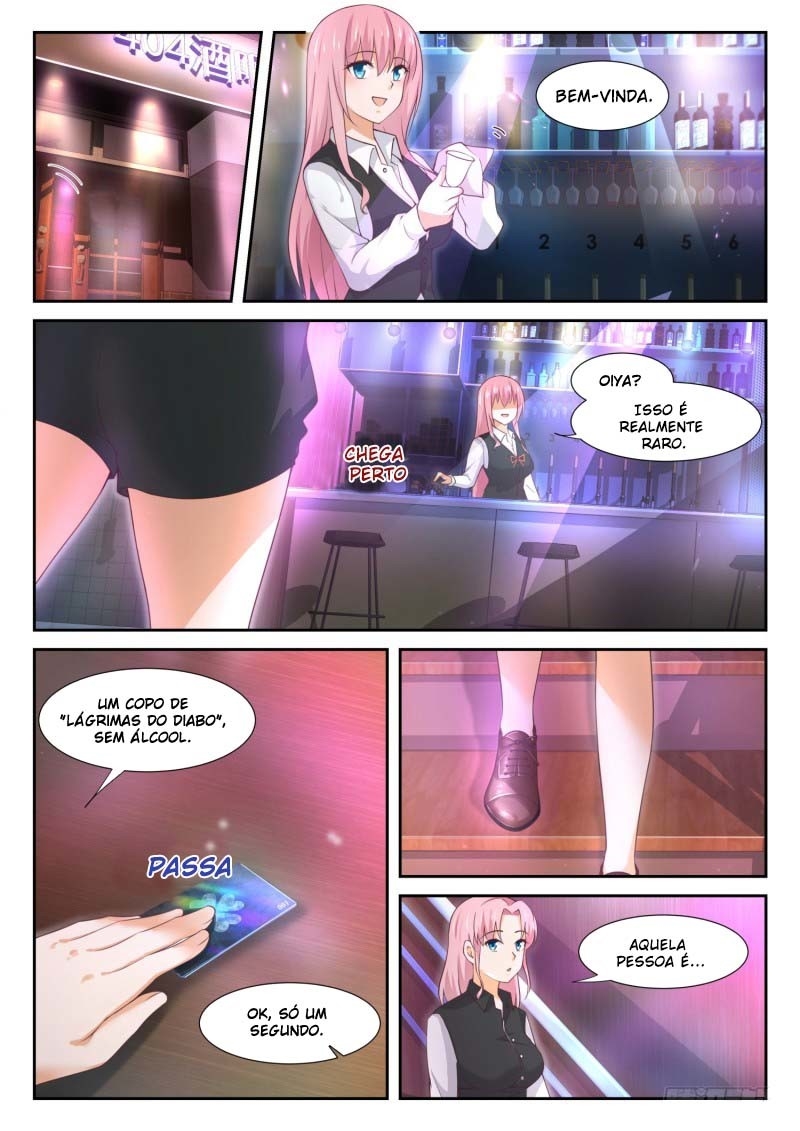 404酒吧
BEM-VINDA.
1 2 3 4 5 6
OIYA?
ISSO É
REALMENTE
RARO.
CHEGA
PERTO
UM COPO DE
"LÁGRIMAS DO DIABO",
SEM ÁLCOOL.
PASSA
001
OK, SÓ UM
SEGUNDO.
AQUELA
PESSOA É...